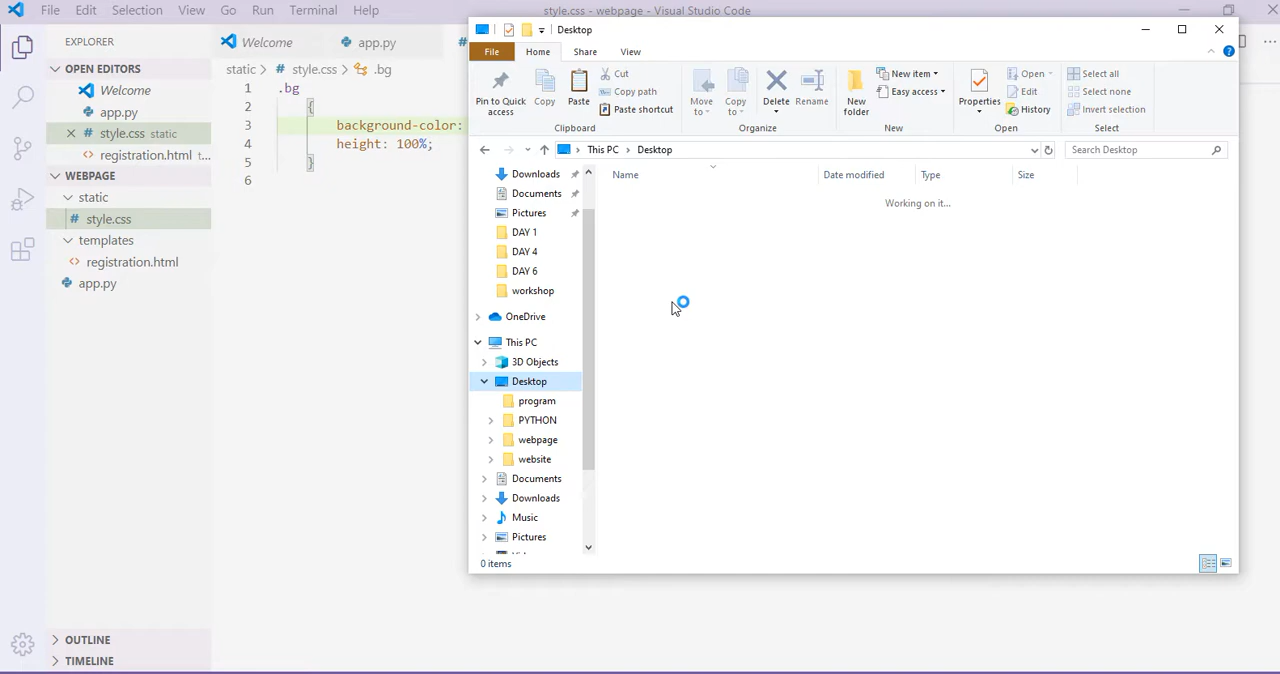 File Edit Selection View Go Run Terminal Help
style.css - webpage - Visual Studio Code
EXPLORER
OPEN EDITORS
Welcome
app.py
style.css static
registration.html ...
WEBPAGE
static
style.css
templates
registration.html
app.py
OUTLINE
TIMELINE
Welcome app.py
static > style.css > .bg
1 .bg
2 {
3 background-color:
4 height: 100%;
5 }
6
Desktop
File Home Share View
Pin to Quick access
Copy
Paste
Cut
Copy path
Paste shortcut
Clipboard
Move to
Copy to
Delete
Rename
Organize
New folder
New item
Easy access
New
Properties
Open
Edit
History
Open
Select all
Select none
Invert selection
Select
This PC > Desktop
Search Desktop
Name Date modified Type Size
Working on it...
Downloads
Documents
Pictures
DAY 1
DAY 4
DAY 6
workshop
OneDrive
This PC
3D Objects
Desktop
program
PYTHON
webpage
website
Documents
Downloads
Music
Pictures
0 items